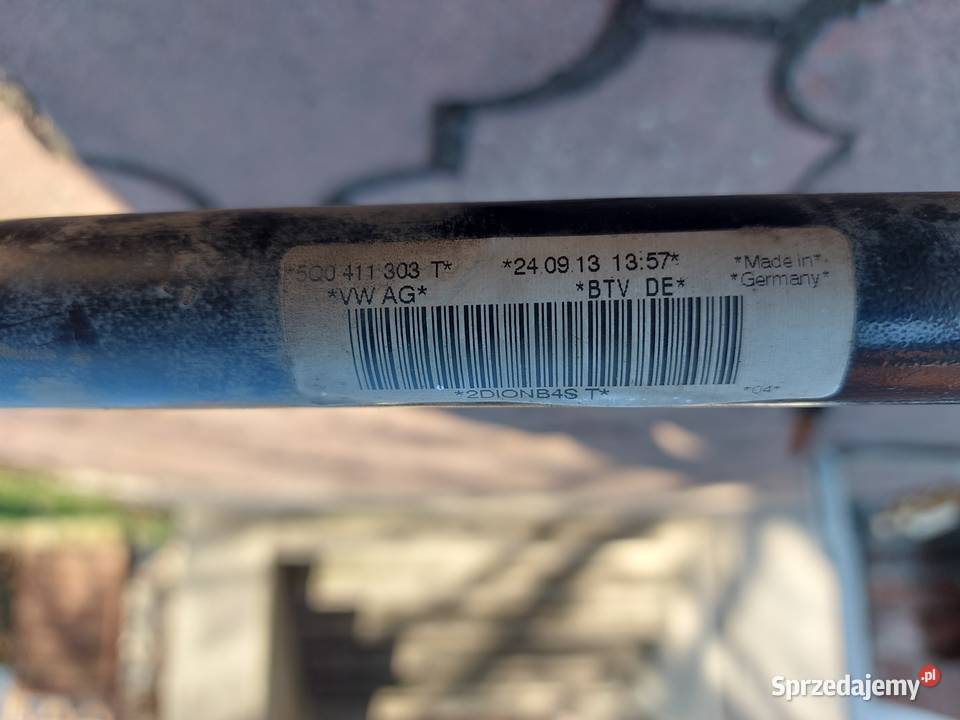 *5Q0 411 303 T* *24 09.13 13:57* *Made in*
*VW AG* *BTV DE* *Germany*
*2DIONB4S T* *04*
Sprzedajemy.pl